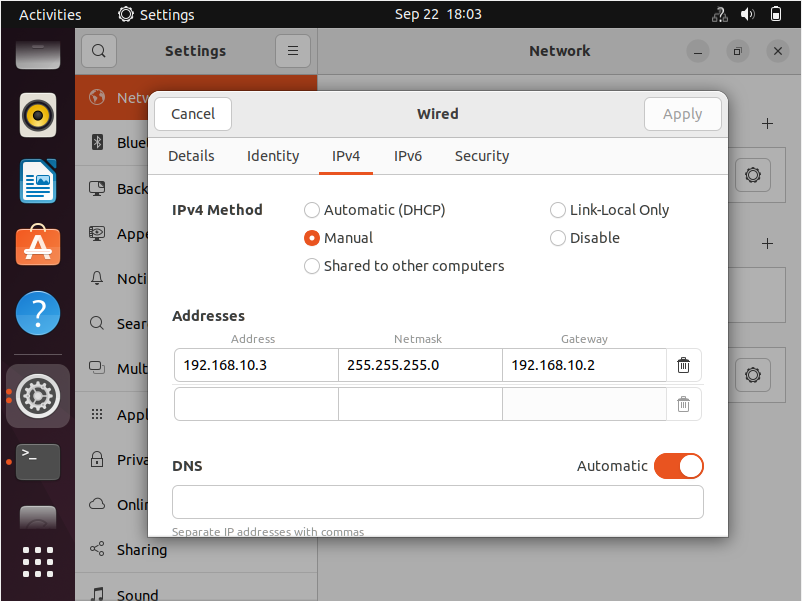 Activities Settings Sep 22 18:03
Settings Network
Netw
Cancel Wired Apply
Bluet
Details Identity IPv4 IPv6 Security
Back
IPv4 Method Automatic (DHCP) Link-Local Only
Manual Disable
Appe
Shared to other computers
Noti
Addresses
Sear
Address Netmask Gateway
Mult
192.168.10.3 255.255.255.0 192.168.10.2
Appl
Priva
DNS Automatic
Onlin
Separate IP addresses with commas
Sharing
Sound